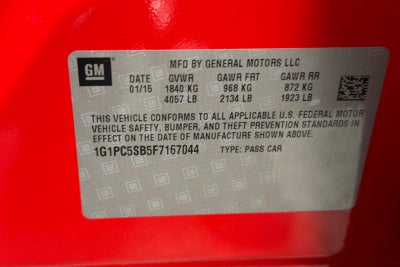 GM
MFD BY GENERAL MOTORS LLC
DATE GVWR GAWR FRT GAWR RR
01/15 1840 KG 968 KG 872 KG
4057 LB 2134 LB 1923 LB
THIS VEHICLE CONFORMS TO ALL APPLICABLE U.S. FEDERAL MOTOR
VEHICLE SAFETY, BUMPER, AND THEFT PREVENTION STANDARDS IN
EFFECT ON THE DATE OF MANUFACTURE SHOWN ABOVE.
1G1PC5SB5F7167044 TYPE: PASS CAR